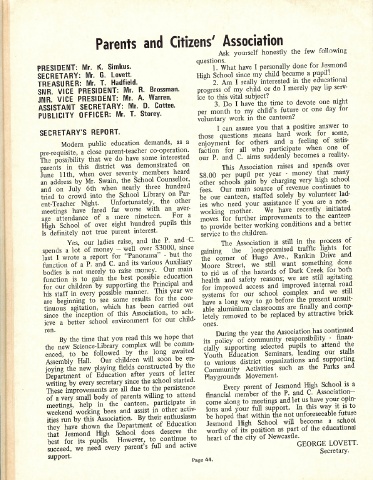 Parents and Citizens' Association
PRESIDENT: Mr. K. Simkus.
SECRETARY: Mr. G. Lovett.
TREASURER: Mr. T. Hadfield.
SNR. VICE PRESIDENT: Mr. R. Brosman.
JNR. VICE PRESIDENT: Mr. A. Warren.
ASSISTANT SECRETARY: Mr. D. Cotten.
PUBLICITY OFFICER: Mr. T. Storey.
SECRETARY'S REPORT.
Modern public education demands, as a
pre-requisite, a close parent-teacher co-operation.
The possibility that we do have some interested
parents in this district was demonstrated on
June 11th, when over seventy members heard
an address by Mr. Swain, the School Counsellor,
and on July 6th when nearly three hundred
tried to crowd into the School Library on Par-
ent-Teacher Night. Unfortunately, the other
meetings have fared far worse with an aver-
age attendance of a mere nineteen. For a
High School of over eight hundred pupils this
is definitely not true parent interest.
Yes, our ladies raise, and the P. and C.
spends a lot of money — well over $3000, since
last I wrote a report for "Panorama" - but the
function of a P. and C. and its various Auxiliary
bodies is not merely to raise money. Our main
function is to gain the best possible education
for our children by supporting the Principal and
his staff in every possible manner. This year we
are beginning to see some results for the con-
tinuous agitation, which has been carried out
since the inception of this Association, to ach-
ieve a better school environment for our child-
ren.
By the time that you read this we hope that
the new Science-Library complex will be comm-
enced, to be followed by the long awaited
Assembly Hall. Our children will soon be en-
joying the new playing fields constructed by the
Department of Education after years of letter
writing by every secretary since the school started.
These improvements are all due to the persistence
of a very small body of parents willing to attend
meetings, help in the canteen, participate in
weekend working bees and assist in other activ-
ities run by this Association. By their enthusiasm
they have shown the Department of Education
that Jesmond High School does deserve the
best for its pupils. However, to continue to
succeed, we need every parent's full and active
support.
Ask yourself honestly the few following
questions.
1. What have I personally done for Jesmond
High School since my child became a pupil?
2. Am I really interested in the educational
progress of my child or do I merely pay lip serv-
ice to this vital subject?
3. Do I have the time to devote one night
per month to my child's future or one day for
voluntary work in the canteen?
I can assure you that a positive answer to
those questions means hard work for some,
enjoyment for others and a feeling of satis-
faction for all who participate when one of
our P. and C. aims suddenly becomes a reality.
This Association raises and spends over
$8.00 per pupil per year - money that many
other schools gain by charging very high school
fees. Our main source of revenue continues to
be our canteen, staffed solely by volunteer lad-
ies who need your assistance if you are a non-
working mother. We have recently initiated
moves for further improvements to the canteen
to provide better working conditions and a better
service to the children.
The Association is still in the process of
gaining the long-promised traffic lights for
the corner of Hugo Ave., Rankin Drive and
Moore Street, we still want something done
to rid us of the hazards of Dark Creek for both
health and safety reasons; we are still agitating
for improved access and improved internal road
systems for our school complex and we still
have a long way to go before the present unsuit-
able aluminium classrooms are finally and comp-
letely removed to be replaced by attractive brick
ones.
During the year the Association has continued
its policy of community responsibility - finan-
cially supporting selected pupils to attend the
Youth Education Seminars, lending our stalls
to various district organizations and supporting
Community Activities such as the Parks and
Playgrounds Movement.
Every parent of Jesmond High School is a
financial member of the P. and C. Association—
come along to meetings and let us have your opin-
ions and your full support. In this way it is to
be hoped that within the not unforeseeable future
Jesmond High School will become a school
worthy of its position as part of the educational
heart of the city of Newcastle.
GEORGE LOVETT.
Secretary.
Page 44.